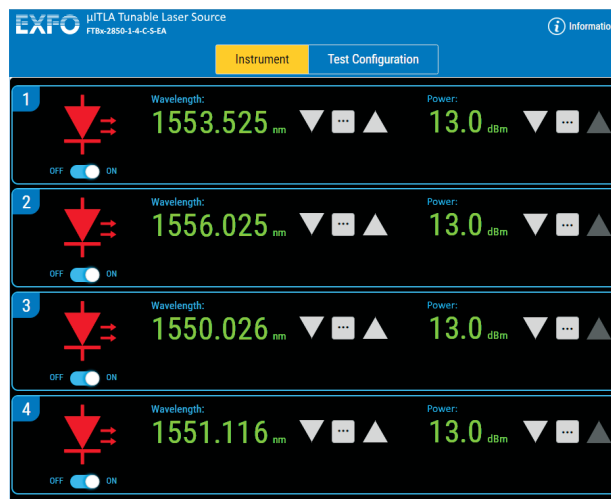 EXFO
µITLA Tunable Laser Source
FTBx-2850-1-4-C-S-EA
Information
Instrument Test Configuration
1
Wavelength: Power:
1553.525 nm ... 13.0 dBm ...
OFF ON
2
Wavelength: Power:
1556.025 nm ... 13.0 dBm ...
OFF ON
3
Wavelength: Power:
1550.026 nm ... 13.0 dBm ...
OFF ON
4
Wavelength: Power:
1551.116 nm ... 13.0 dBm ...
OFF ON